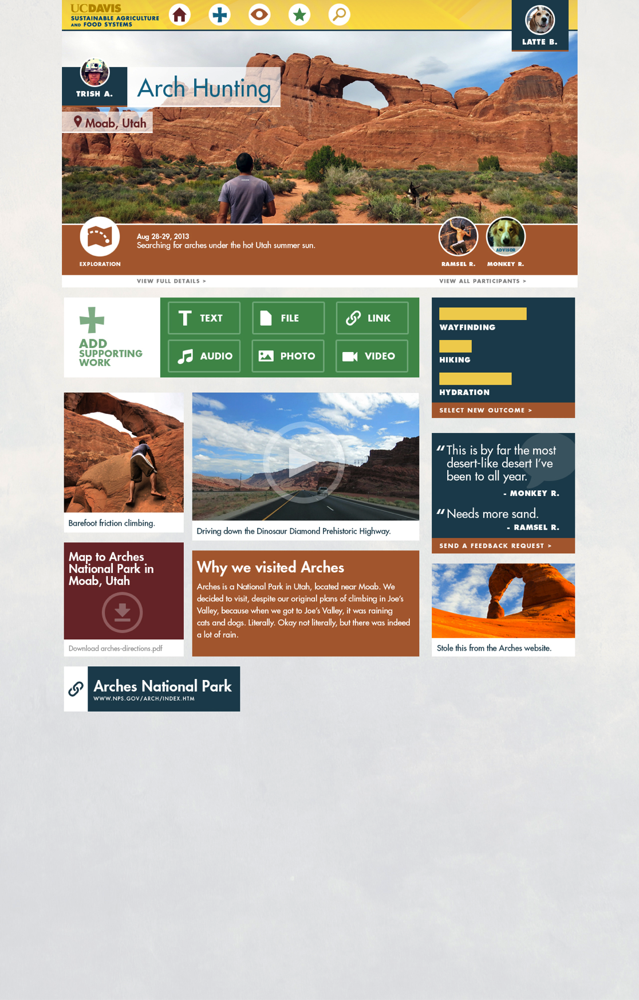 UCDAVIS
SUSTAINABLE AGRICULTURE
AND FOOD SYSTEMS
LATTE B.
TRISH A.
Arch Hunting
Moab, Utah
Aug 28-29, 2013
Searching for arches under the hot Utah summer sun.
EXPLORATION
ADVISOR
RAMSEL R.
MONKEY R.
VIEW FULL DETAILS >
VIEW ALL PARTICIPANTS >
ADD
SUPPORTING
WORK
TEXT
FILE
LINK
AUDIO
PHOTO
VIDEO
WAYFINDING
HIKING
HYDRATION
SELECT NEW OUTCOME >
Barefoot friction climbing.
Driving down the Dinosaur Diamond Prehistoric Highway.
“This is by far the most
desert-like desert I’ve
been to all year.
- MONKEY R.
“Needs more sand.
- RAMSEL R.
SEND A FEEDBACK REQUEST >
Map to Arches
National Park in
Moab, Utah
Download arches-directions.pdf
Why we visited Arches
Arches is a National Park in Utah, located near Moab. We
decided to visit, despite our original plans of climbing in Joe’s
Valley, because when we got to Joe’s Valley, it was raining
cats and dogs. Literally. Okay not literally, but there was indeed
a lot of rain.
Stole this from the Arches website.
Arches National Park
WWW.NPS.GOV/ARCH/INDEX.HTM